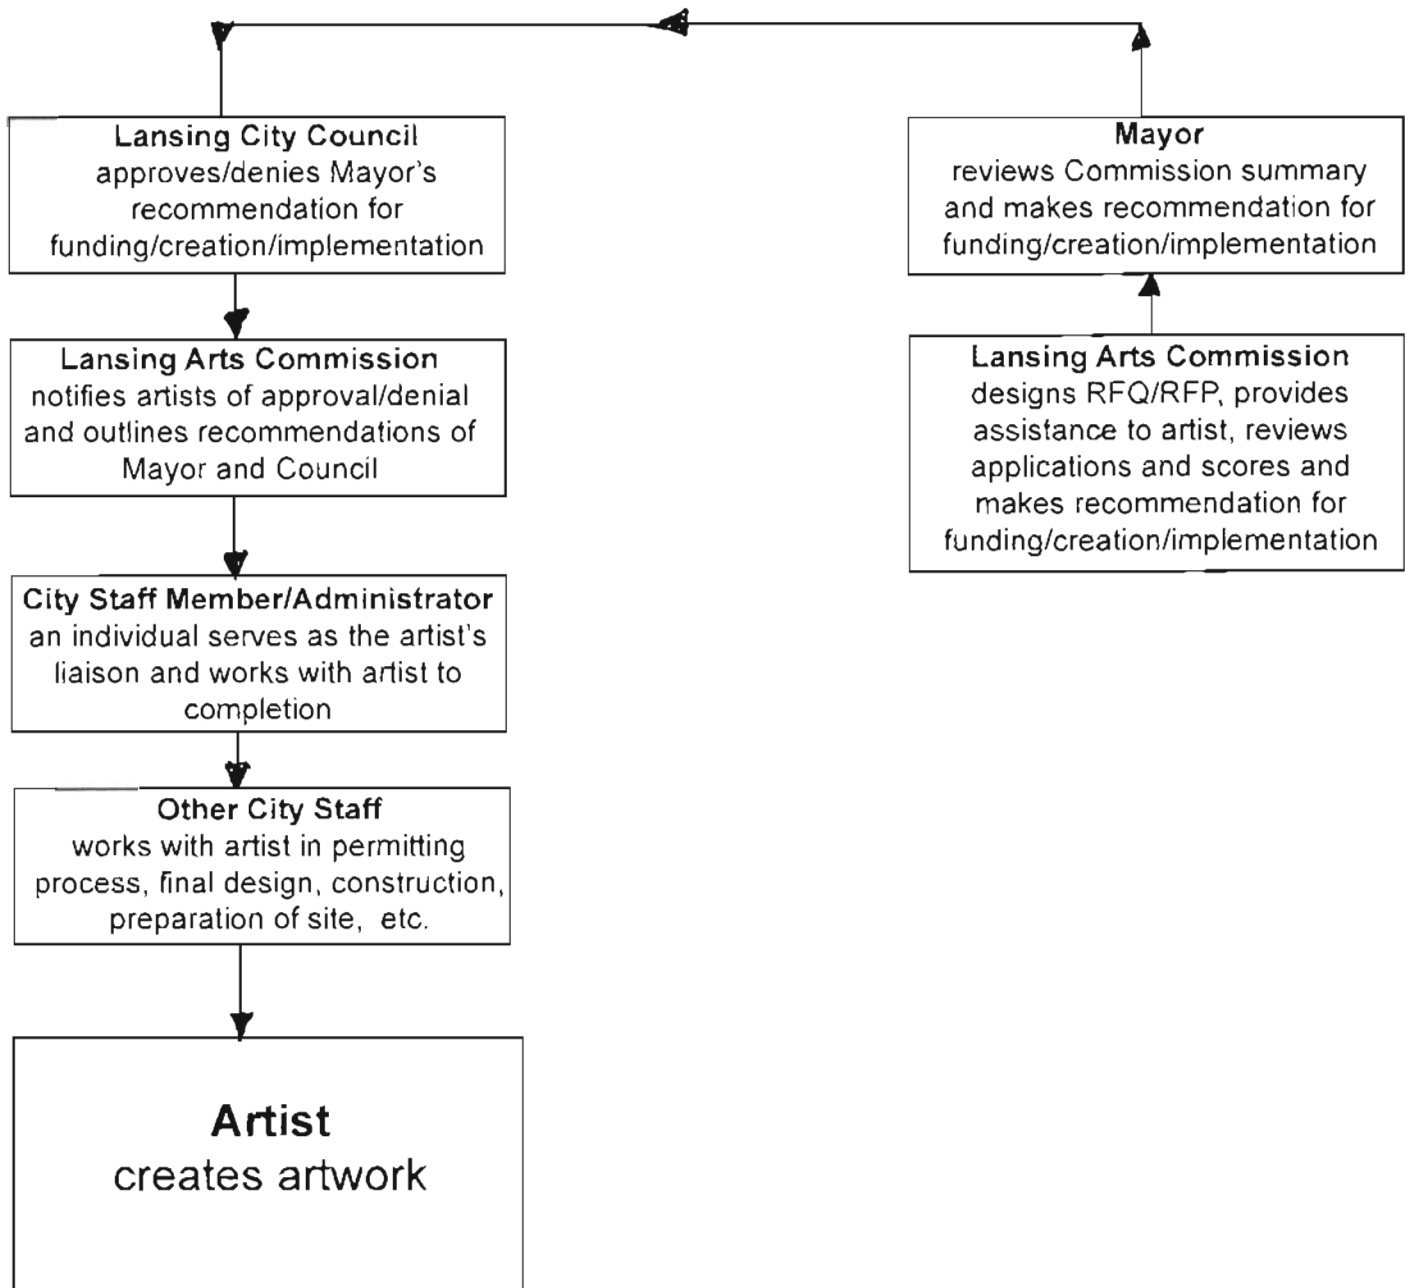 Lansing City Council
approves/denies Mayor's
recommendation for
funding/creation/implementation
Lansing Arts Commission
notifies artists of approval/denial
and outlines recommendations of
Mayor and Council
City Staff Member/Administrator
an individual serves as the artist's
liaison and works with artist to
completion
Other City Staff
works with artist in permitting
process, final design, construction,
preparation of site, etc.
Artist
creates artwork
Mayor
reviews Commission summary
and makes recommendation for
funding/creation/implementation
Lansing Arts Commission
designs RFQ/RFP, provides
assistance to artist, reviews
applications and scores and
makes recommendation for
funding/creation/implementation